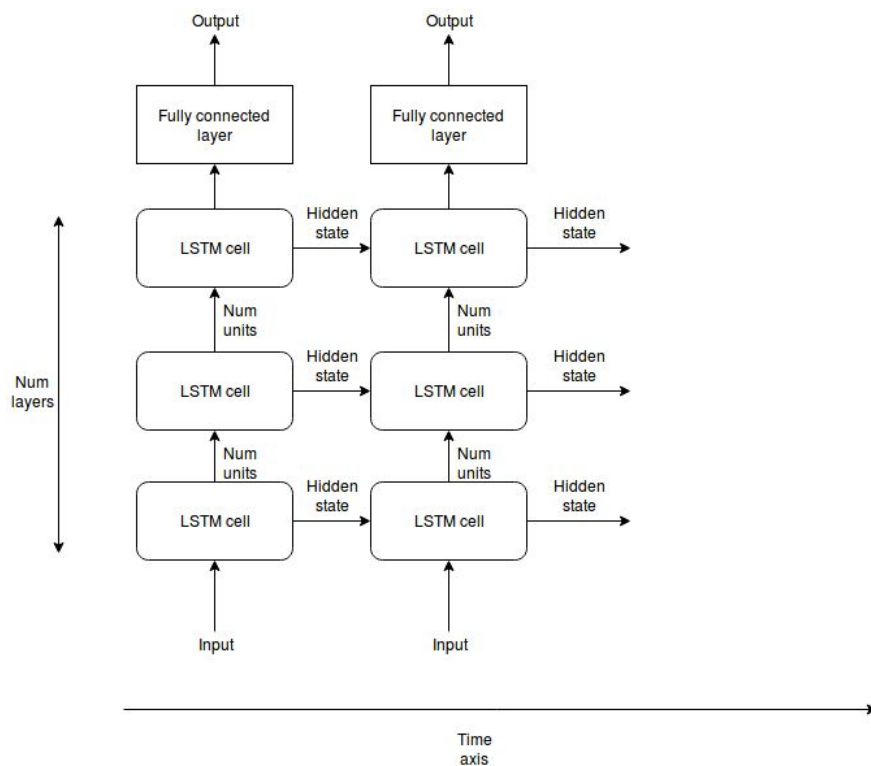 Output
Output
Fully connected
layer
Fully connected
layer
Hidden
state
Hidden
state
LSTM cell
LSTM cell
Num
units
Num
units
Hidden
state
Hidden
state
Num
layers
LSTM cell
LSTM cell
Num
units
Num
units
Hidden
state
Hidden
state
LSTM cell
LSTM cell
Input
Input
Time
axis